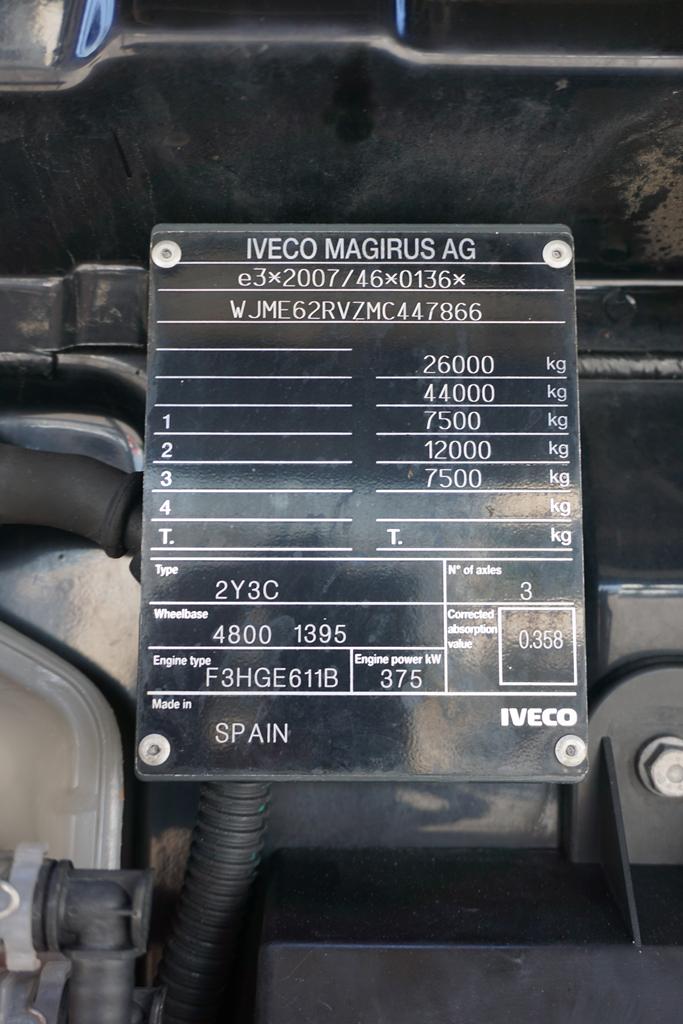 IVECO MAGIRUS AG
e3*2007/46*0136*
WJME62RVZMC447866
26000 kg
44000 kg
1 7500 kg
2 12000 kg
3 7500 kg
4 kg
T. T. kg
Type 2Y3C N° of axles 3
Wheelbase 4800 1395 Corrected absorption value 0.358
Engine type F3HGE611B Engine power kW 375
Made in SPAIN IVECO